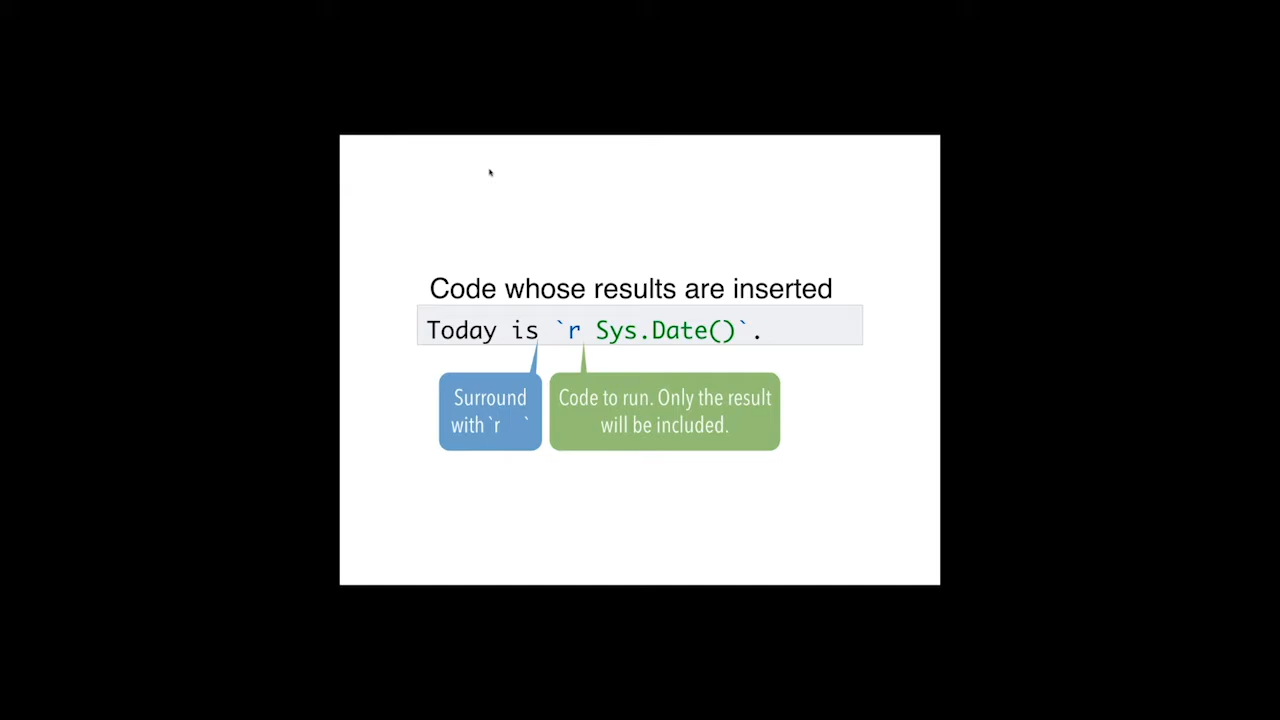 Code whose results are inserted
Today is `r Sys.Date()`.
Surround
with `r `
Code to run. Only the result
will be included.